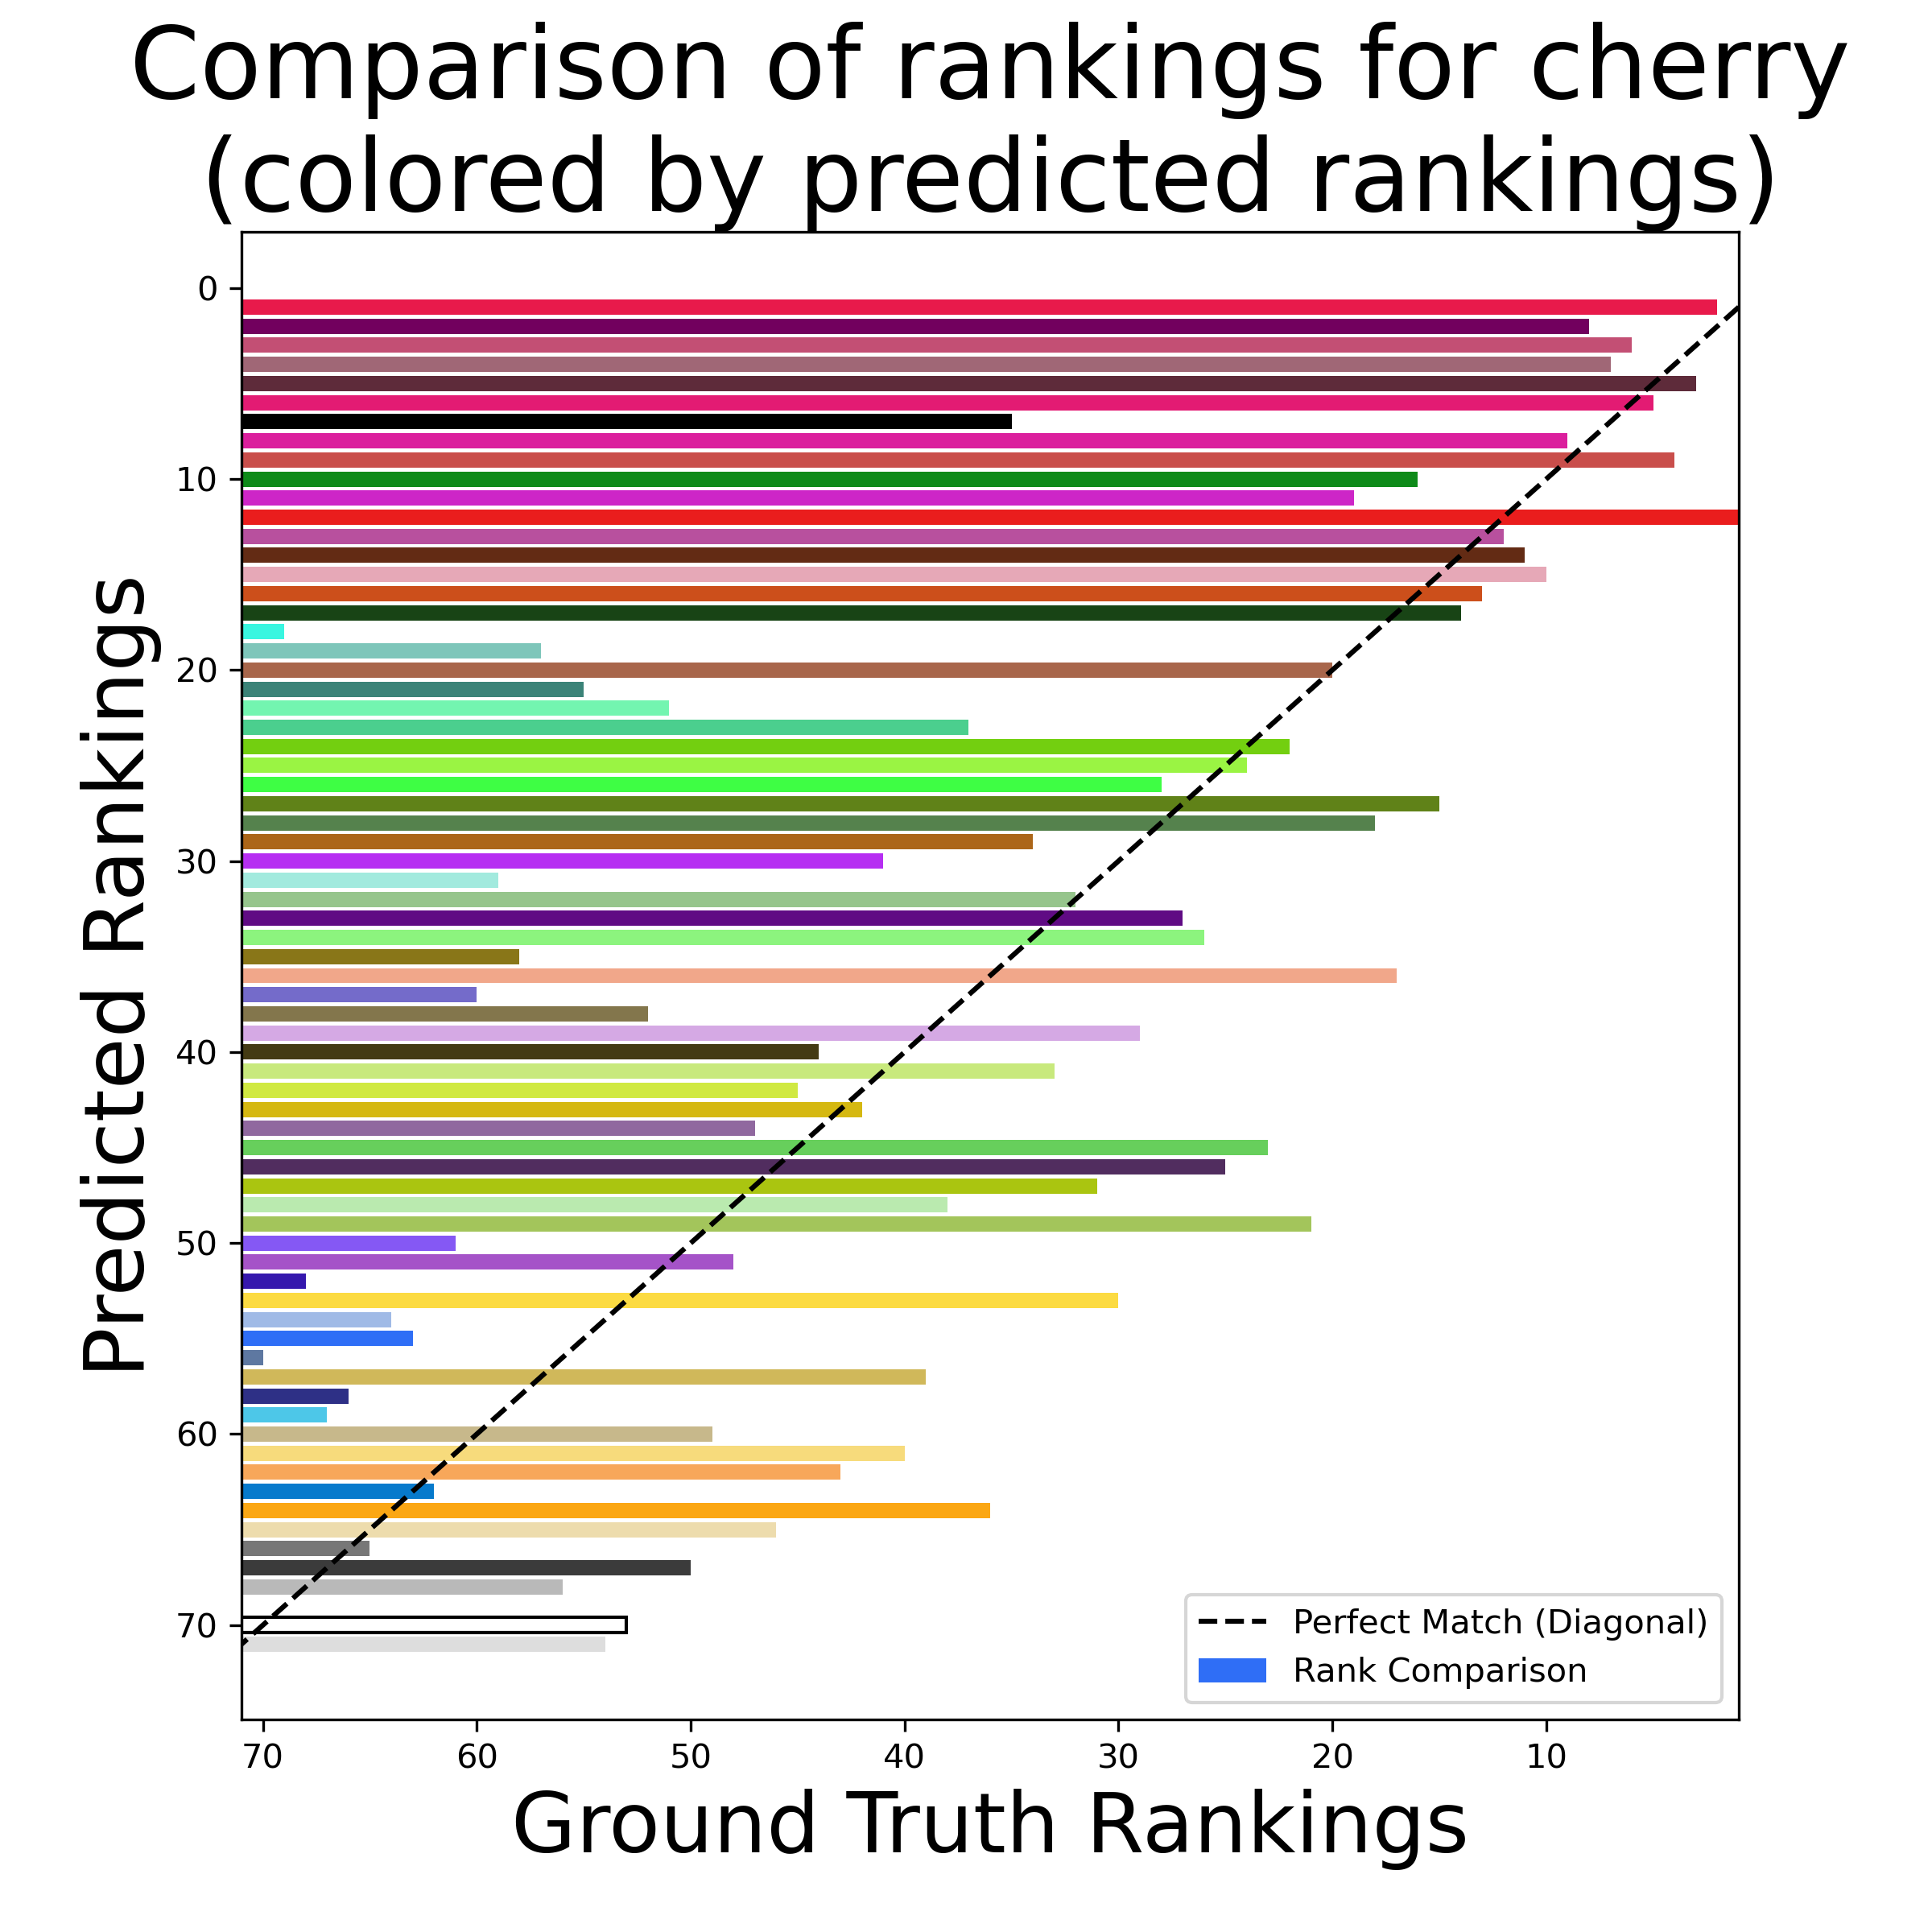 Comparison of rankings for cherry
(colored by predicted rankings)
Predicted Rankings
0
10
20
30
40
50
60
70
70 60 50 40 30 20 10
Ground Truth Rankings
Perfect Match (Diagonal)
Rank Comparison